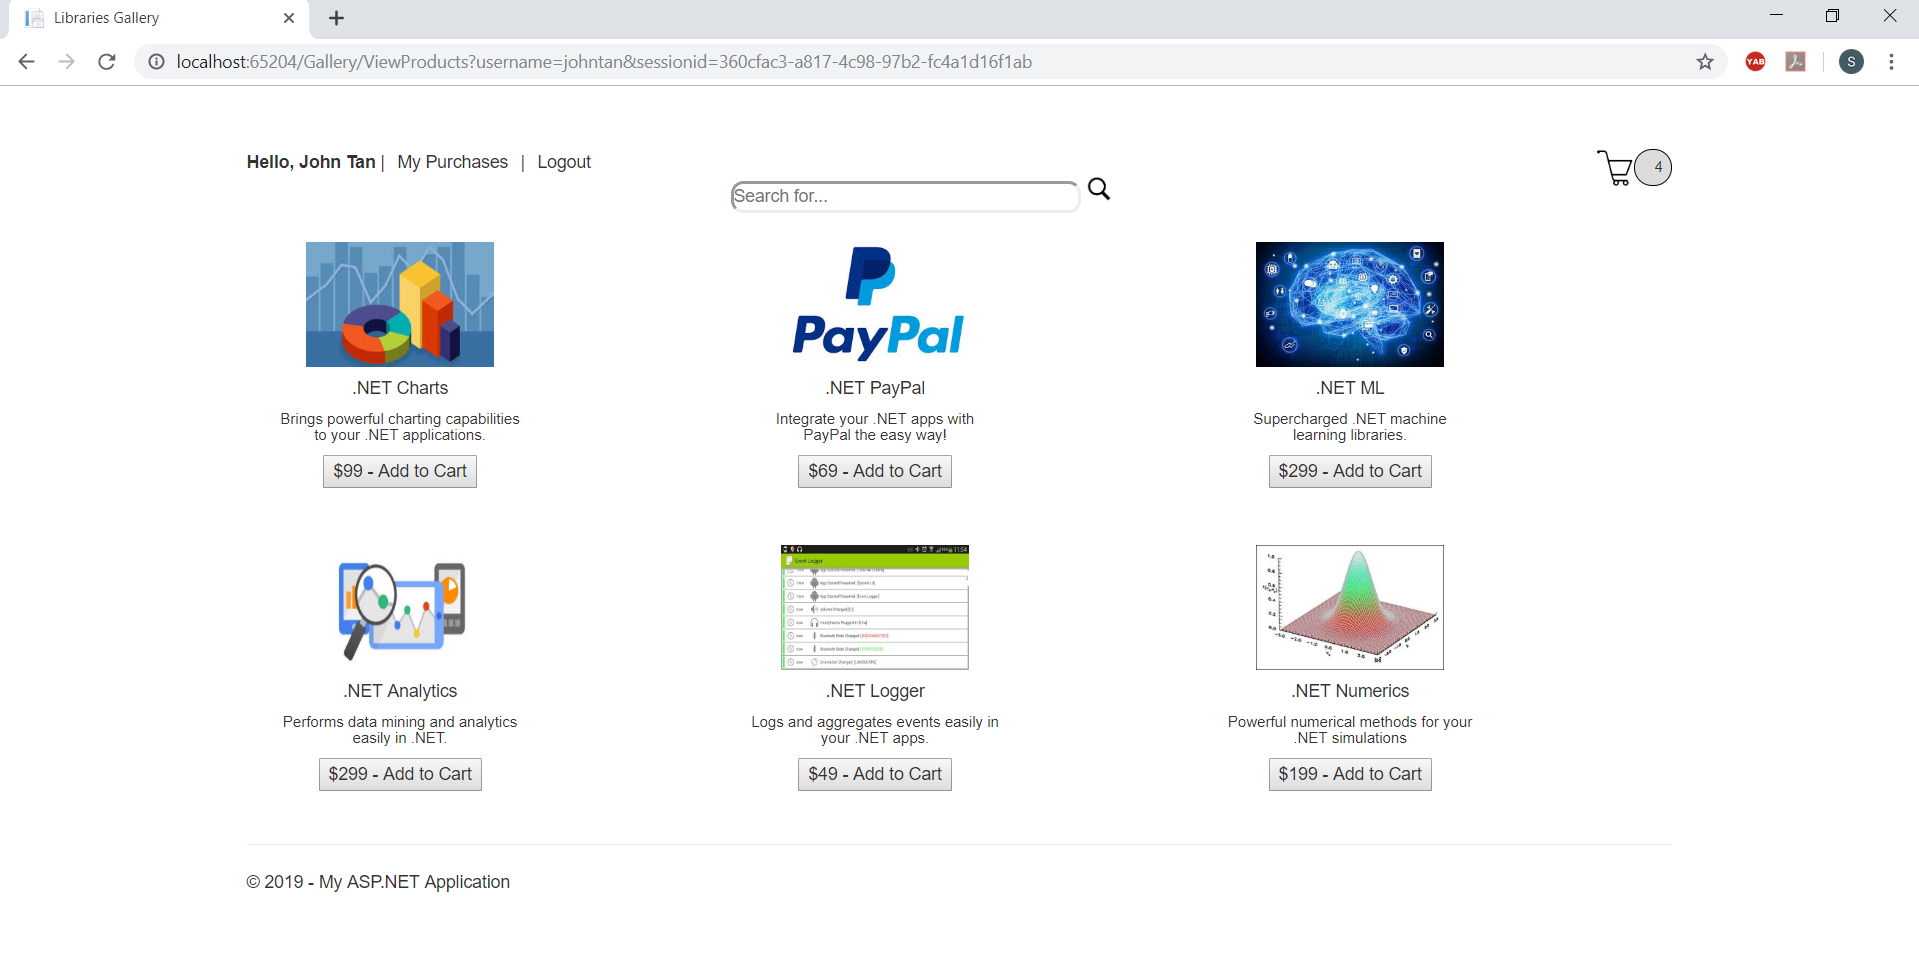 Libraries Gallery
localhost:65204/Gallery/ViewProducts?username=johntan&sessionid=360cfac3-a817-4c98-97b2-fc4a1d16f1ab
YAB
S
Hello, John Tan | My Purchases | Logout
4
Search for...
PayPal
.NET Charts
Brings powerful charting capabilities
to your .NET applications.
$99 - Add to Cart
.NET PayPal
Integrate your .NET apps with
PayPal the easy way!
$69 - Add to Cart
.NET ML
Supercharged .NET machine
learning libraries.
$299 - Add to Cart
.NET Analytics
Performs data mining and analytics
easily in .NET.
$299 - Add to Cart
11:54
Event Logger
.NET Logger
Logs and aggregates events easily in
your .NET apps.
$49 - Add to Cart
.NET Numerics
Powerful numerical methods for your
.NET simulations
$199 - Add to Cart
© 2019 - My ASP.NET Application